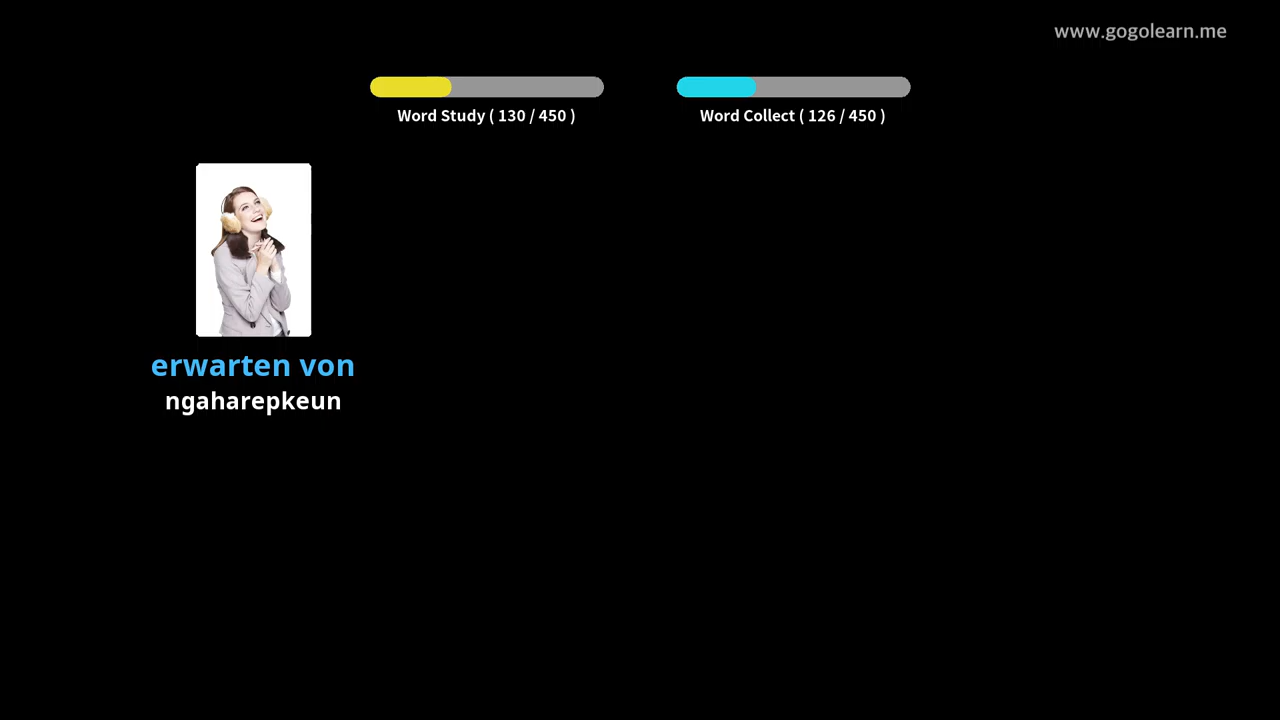 www.gogolearn.me
Word Study ( 130 / 450 )
Word Collect ( 126 / 450 )
erwarten von
ngaharepkeun